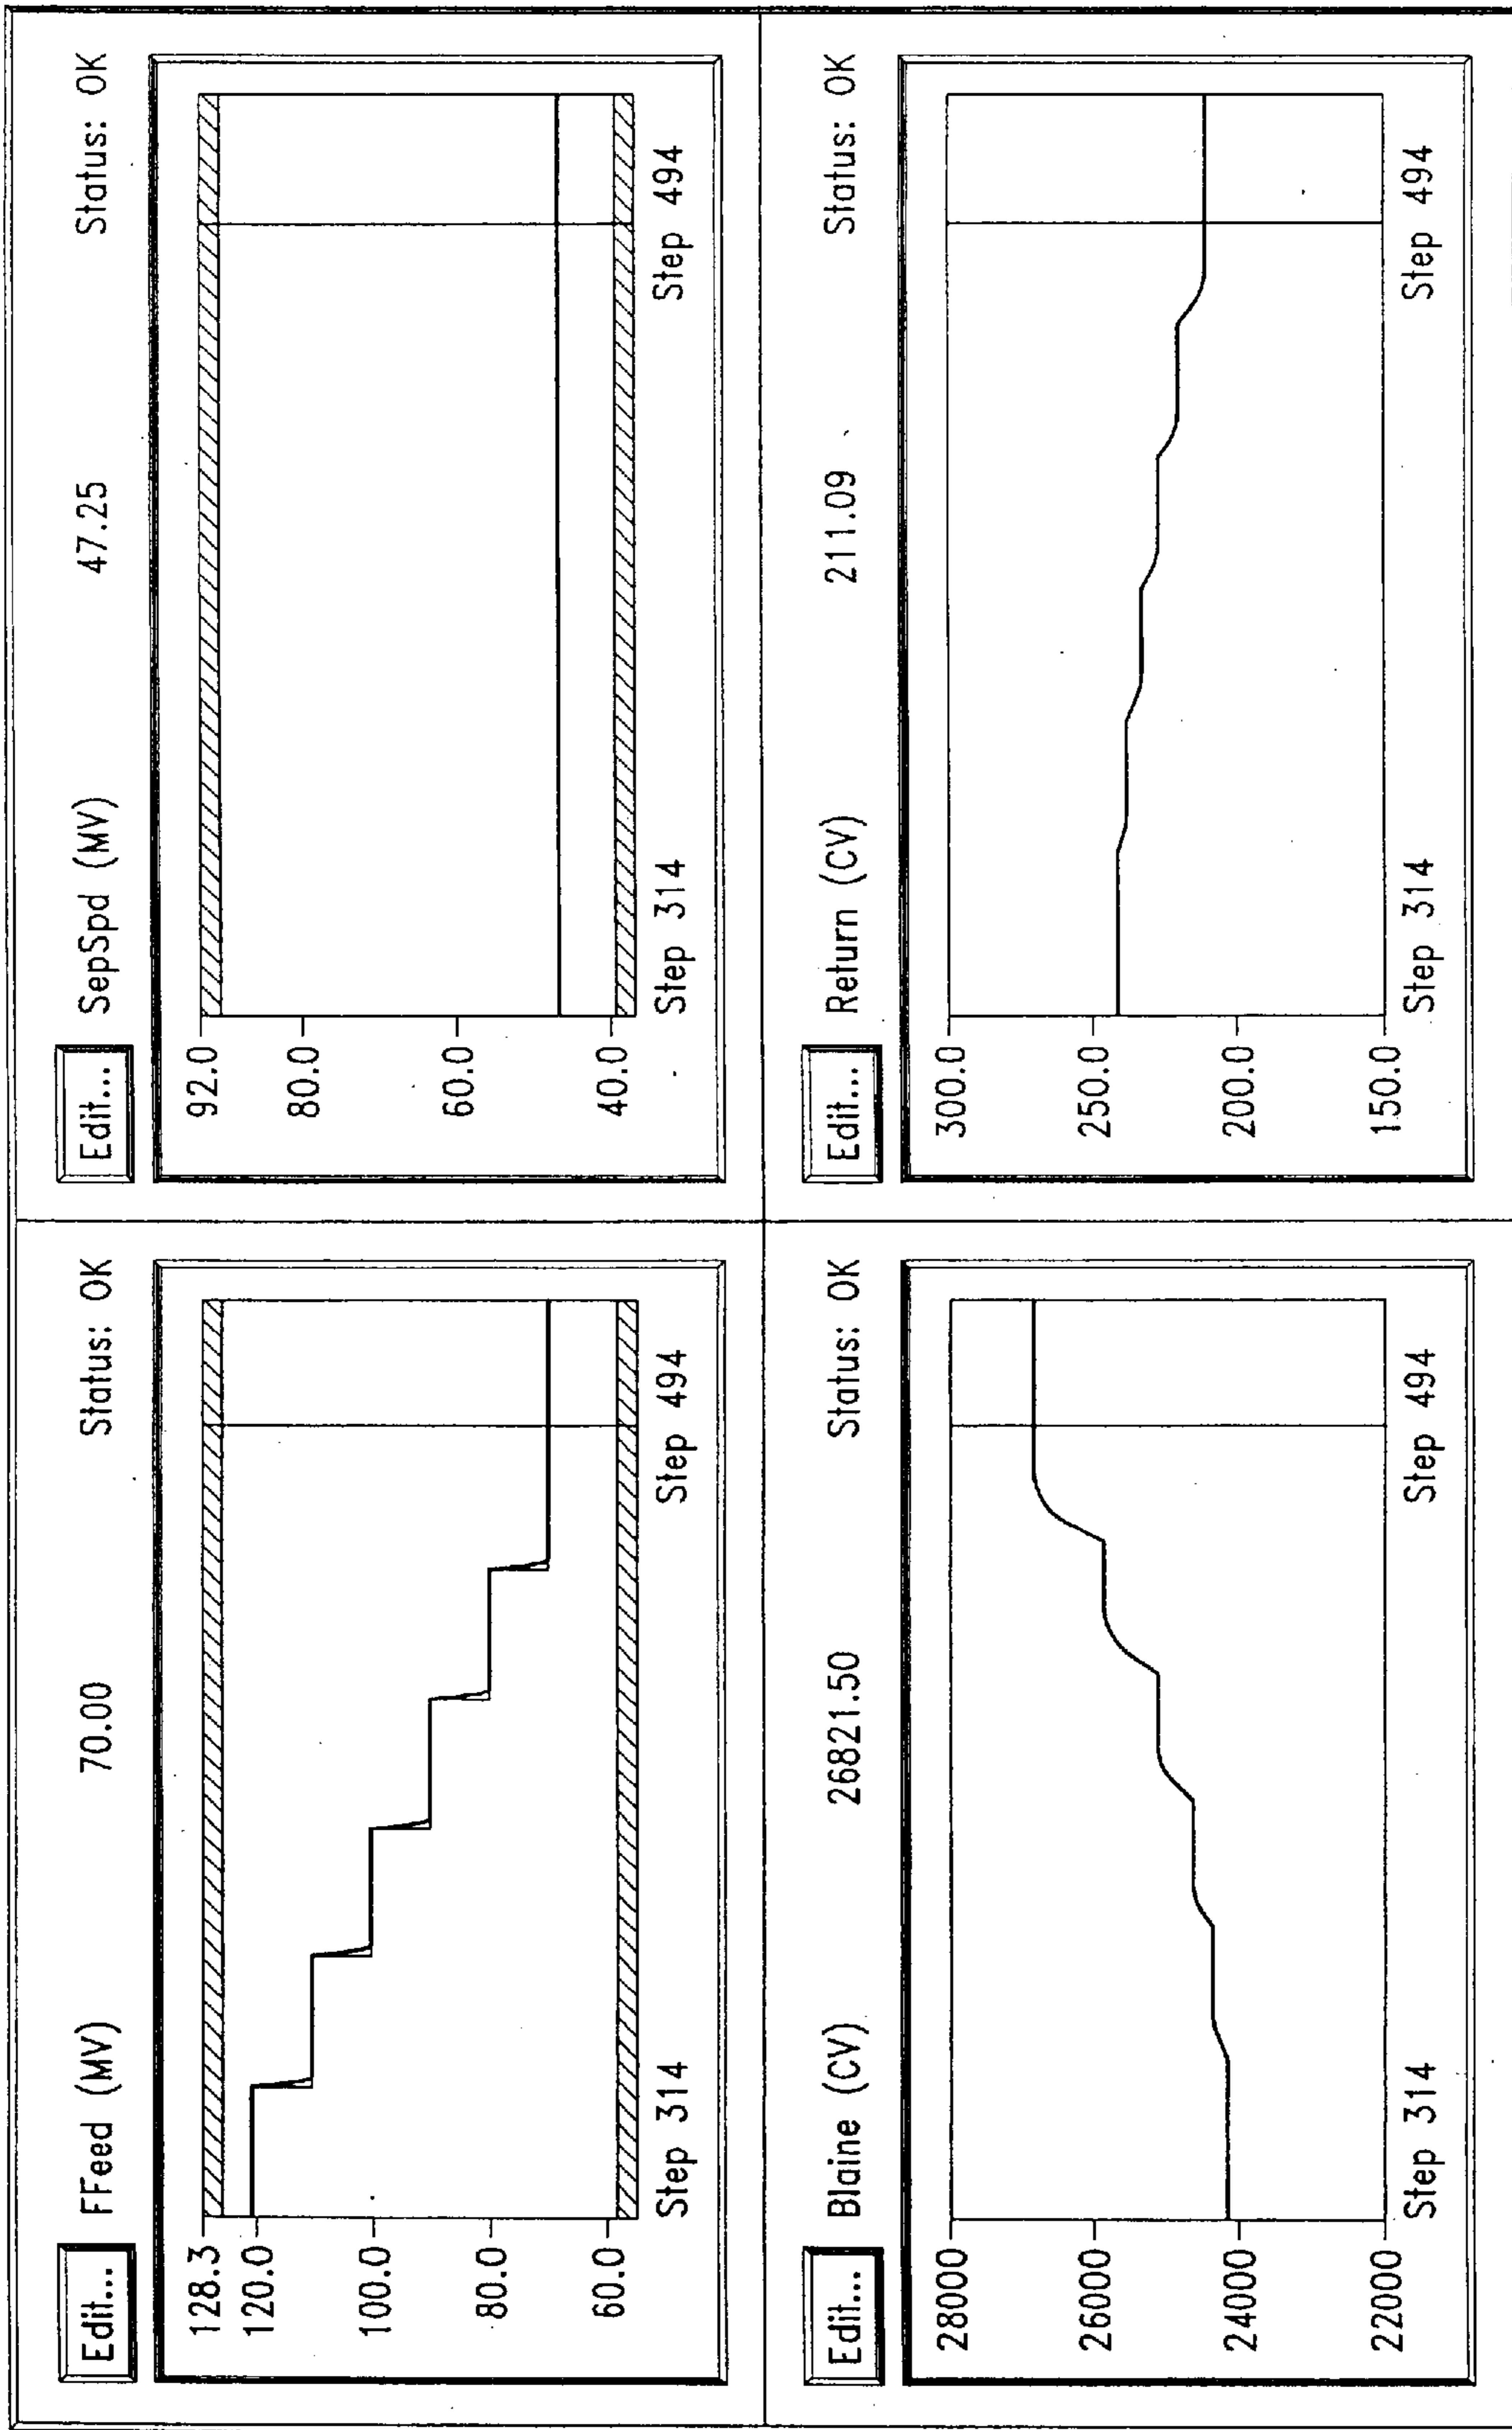 Edit... FFeed (MV) 70.00 Status: OK
128.3
120.0
100.0
80.0
60.0
Step 314 Step 494
Edit... SepSpd (MV) 47.25 Status: OK
92.0
80.0
60.0
40.0
Step 314 Step 494
Edit... Blaine (CV) 26821.50 Status: OK
28000
26000
24000
22000
Step 314 Step 494
Edit... Return (CV) 211.09 Status: OK
300.0
250.0
200.0
150.0
Step 314 Step 494